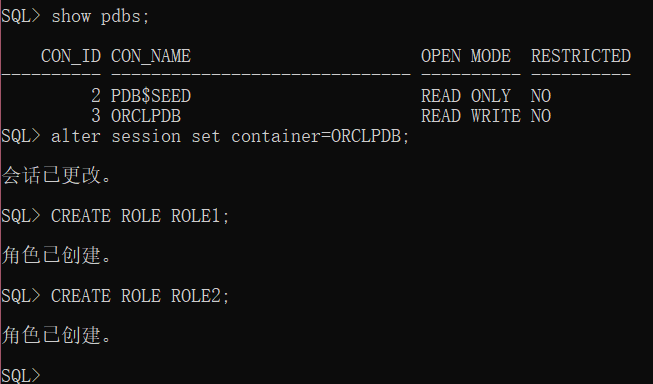 SQL> show pdbs;
    CON_ID CON_NAME                       OPEN MODE  RESTRICTED
---------- ------------------------------ ---------- ----------
         2 PDB$SEED                       READ ONLY  NO
         3 ORCLPDB                        READ WRITE NO
SQL> alter session set container=ORCLPDB;
会话已更改。
SQL> CREATE ROLE ROLE1;
角色已创建。
SQL> CREATE ROLE ROLE2;
角色已创建。
SQL>